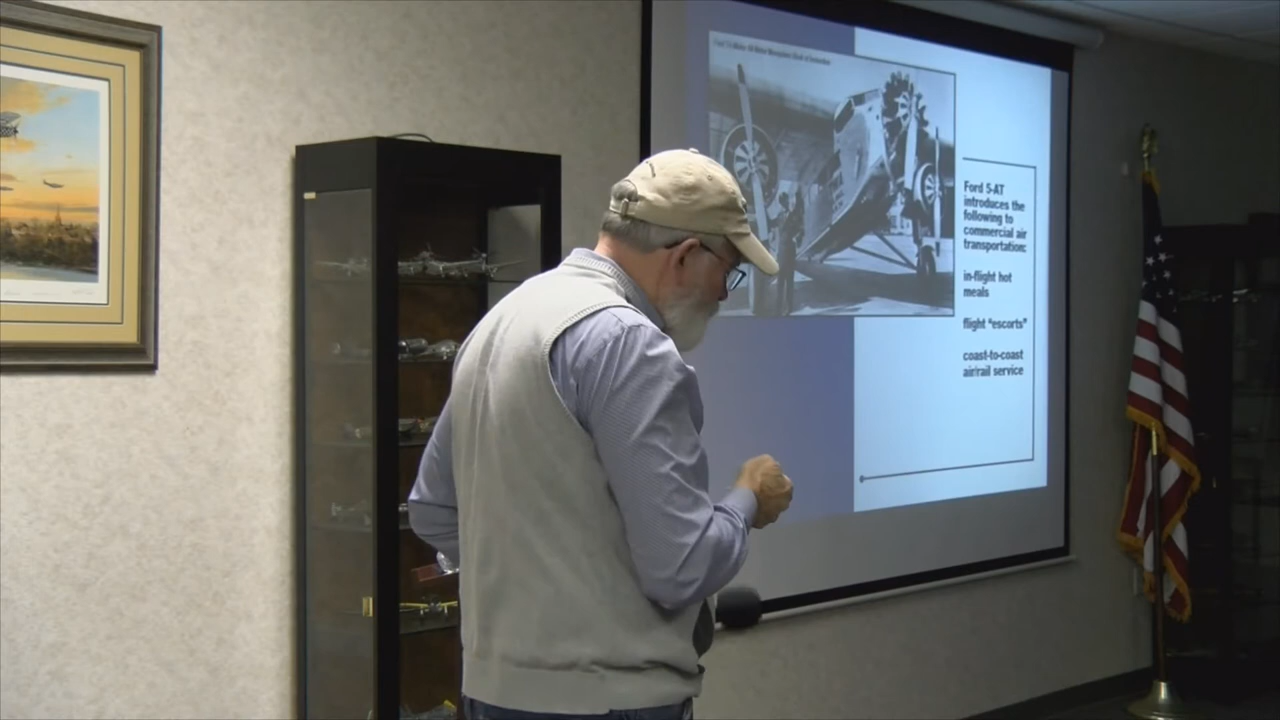 Ford 5-AT
introduces the
following to
commercial air
transportation:
in-flight hot
meals
flight "escorts"
coast-to-coast
air/rail service